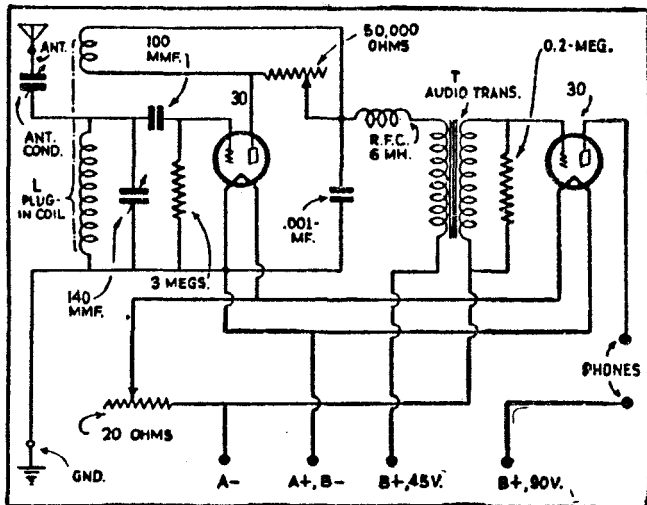 ANT.
100
MMF.
50,000
OHMS
0.2-MEG.
30
T
AUDIO TRANS.
30
ANT.
COND.
L
PLUG-
IN COIL
R.F.C.
6 MH.
.001-
MF.
3 MEGS.
140
MMF.
20 OHMS
PHONES
GND.
A-
A+, B-
B+,45V.
B+,90V.